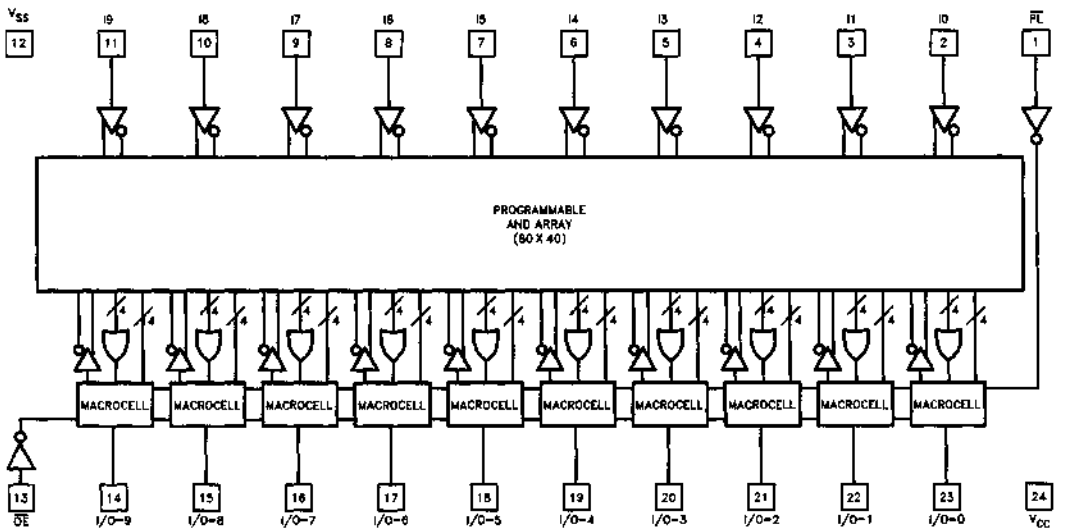 VSS I9 I8 I7 I6 I5 I4 I3 I2 I1 I0 PL
12 11 10 9 8 7 6 5 4 3 2 1
PROGRAMMABLE
AND ARRAY
(80 X 40)
4 4 4 4 4 4 4 4 4 4
4 4 4 4 4 4 4 4 4 4
MACROCELL MACROCELL MACROCELL MACROCELL MACROCELL MACROCELL MACROCELL MACROCELL MACROCELL MACROCELL
13 14 15 16 17 18 19 20 21 22 23 24
OE I/O-9 I/O-8 I/O-7 I/O-6 I/O-5 I/O-4 I/O-3 I/O-2 I/O-1 I/O-0 VCC